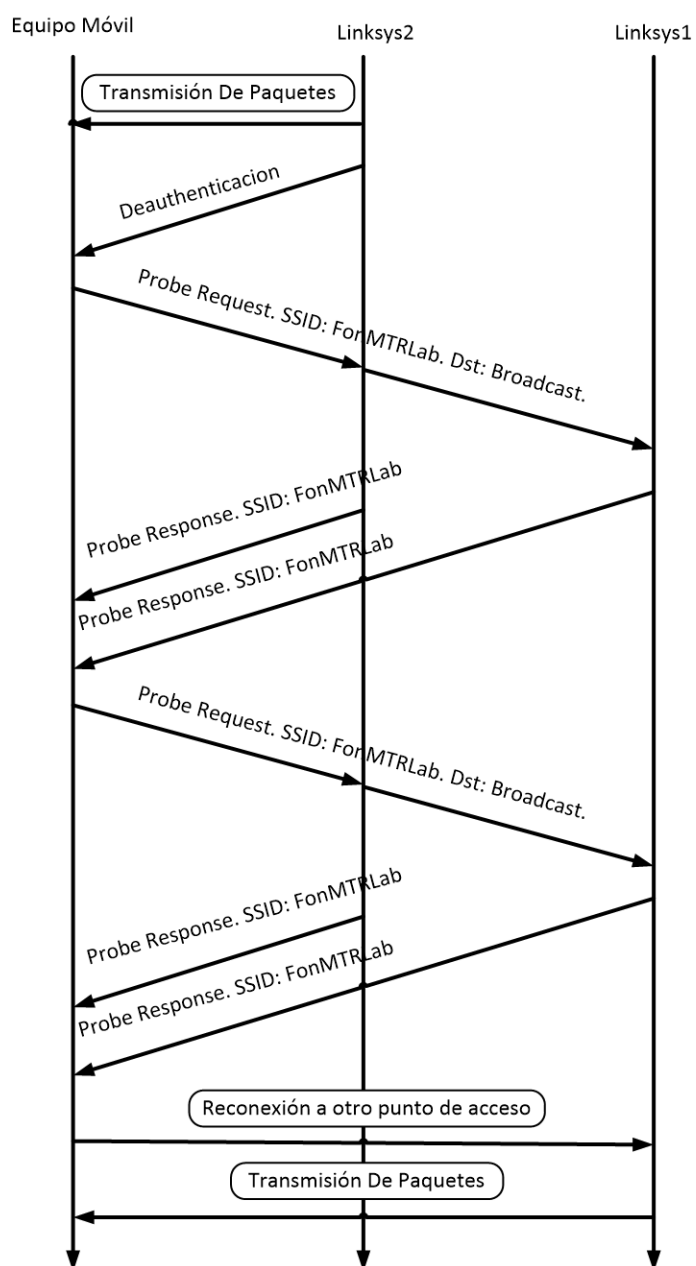 Equipo Móvil
Linksys2
Linksys1
Transmisión De Paquetes
Deauthenticacion
Probe Request. SSID: FonMTRLab. Dst: Broadcast.
Probe Response. SSID: FonMTRLab
Probe Response. SSID: FonMTRLab
Probe Request. SSID: FonMTRLab. Dst: Broadcast.
Probe Response. SSID: FonMTRLab
Probe Response. SSID: FonMTRLab
Reconexión a otro punto de acceso
Transmisión De Paquetes